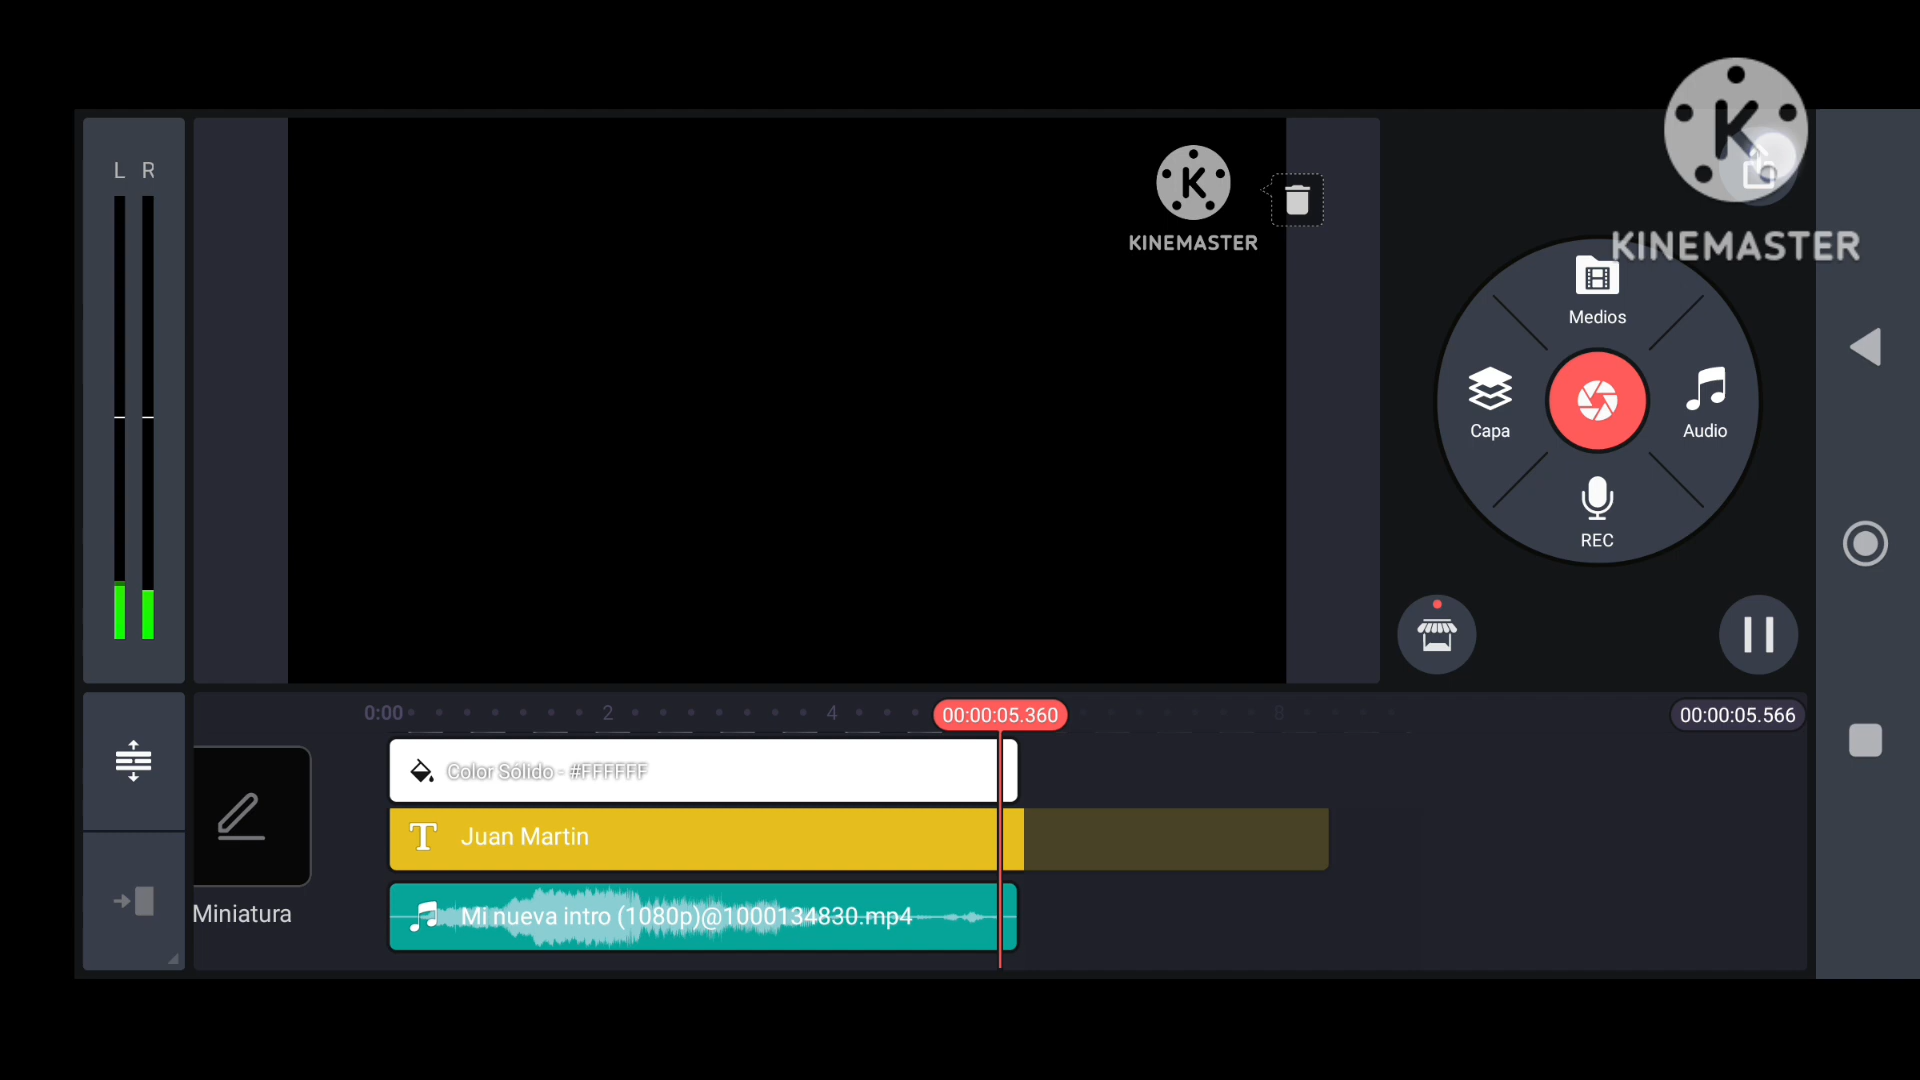 L R
K
KINEMASTER
K
KINEMASTER
Medios
Capa
Audio
REC
0:00
2
4
00:00:05.360
8
00:00:05.566
Color Sólido - #FFFFFF
T Juan Martin
Mi nueva intro (1080p)@1000134830.mp4
Miniatura